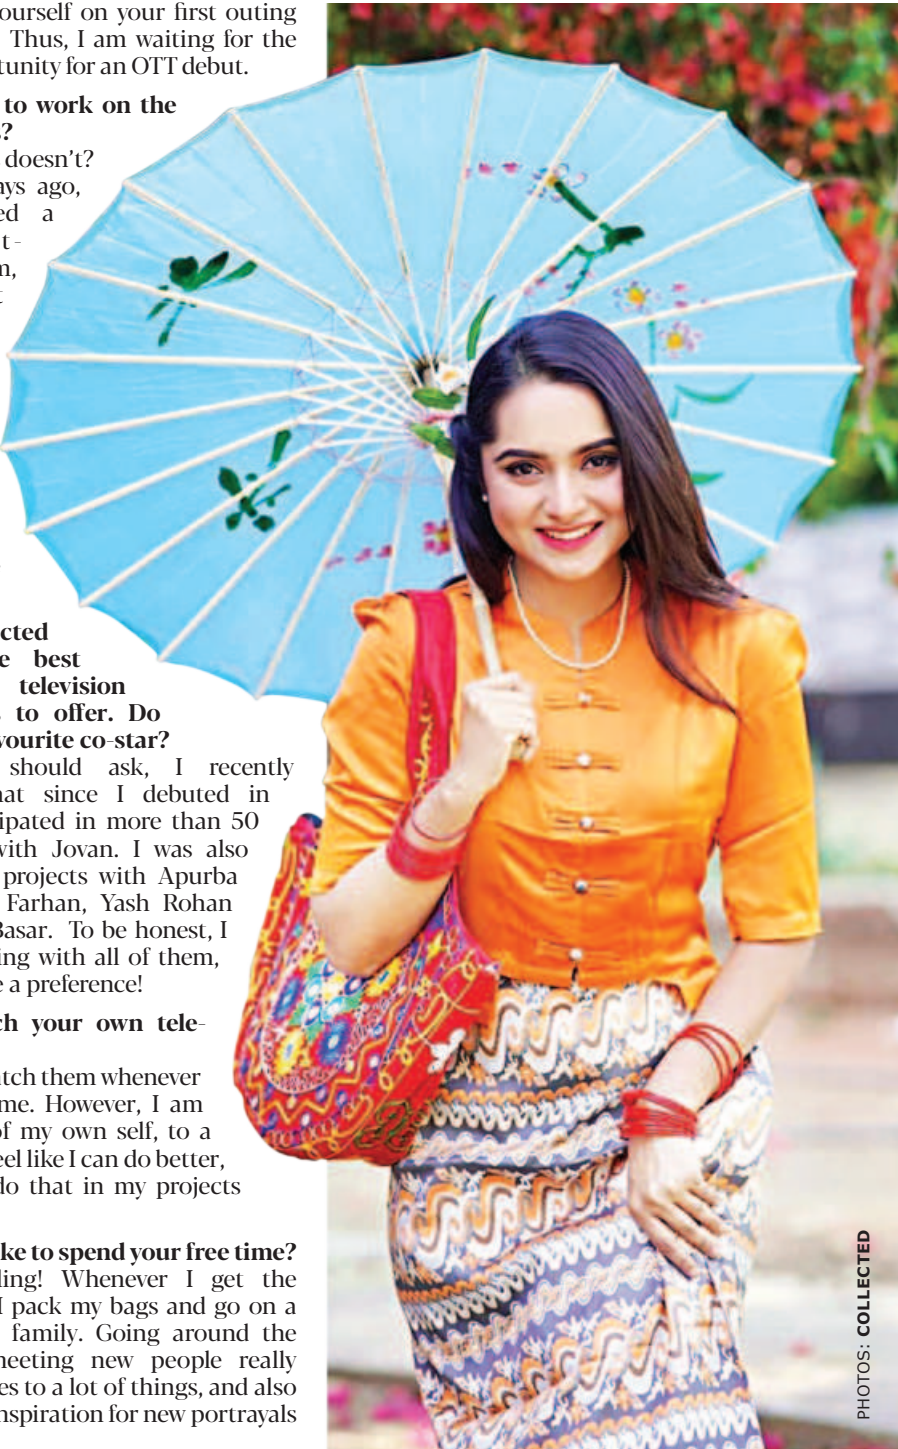 ourself on your first outing
Thus, I am waiting for the
tunity for an OTT debut.
to work on the
?
doesn't?
ays ago,
ed a
t-
m,
t
cted
e best
television
to offer. Do
vourite co-star?
should ask, I recently
hat since I debuted in
ipated in more than 50
with Jovan. I was also
projects with Apurba
Farhan, Yash Rohan
Basar. To be honest, I
ing with all of them,
e a preference!
ch your own tele-
atch them whenever
me. However, I am
of my own self, to a
eel like I can do better,
do that in my projects
ke to spend your free time?
ling! Whenever I get the
I pack my bags and go on a
family. Going around the
meeting new people really
es to a lot of things, and also
nspiration for new portrayals
PHOTOS: COLLECTED